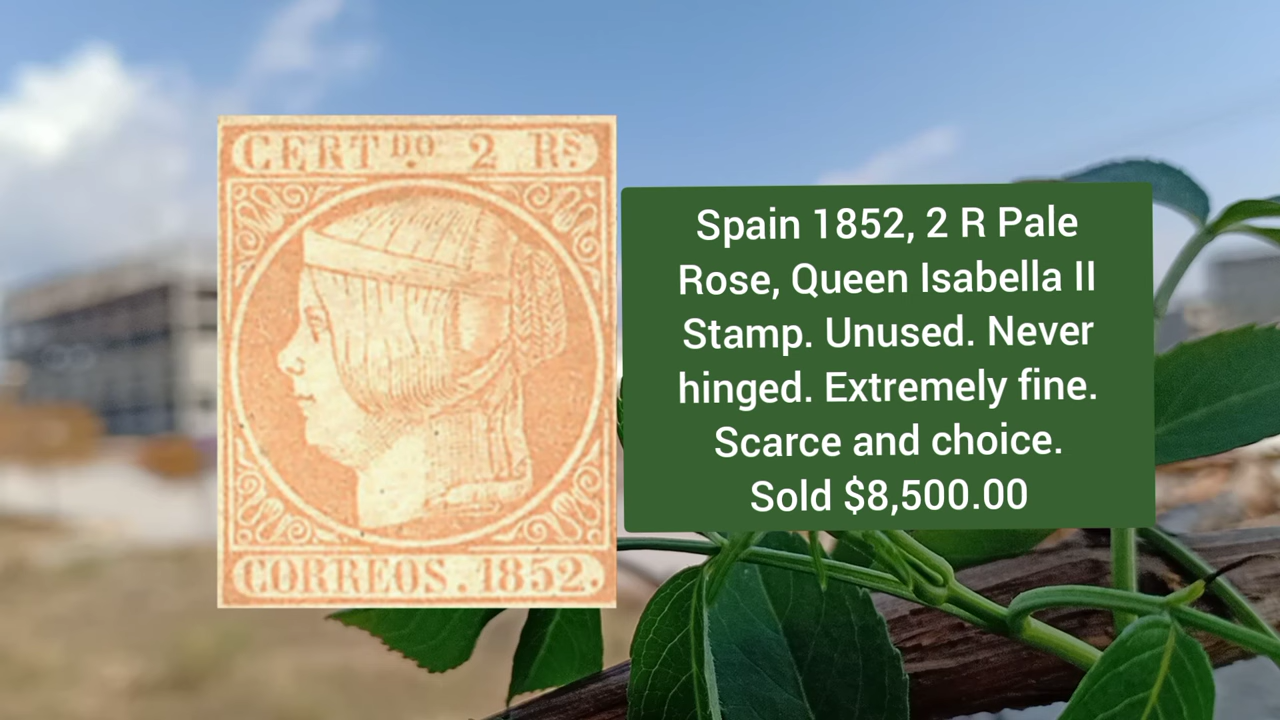 CERTDO. 2 RS.
CORREOS. 1852.
Spain 1852, 2 R Pale
Rose, Queen Isabella II
Stamp. Unused. Never
hinged. Extremely fine.
Scarce and choice.
Sold $8,500.00